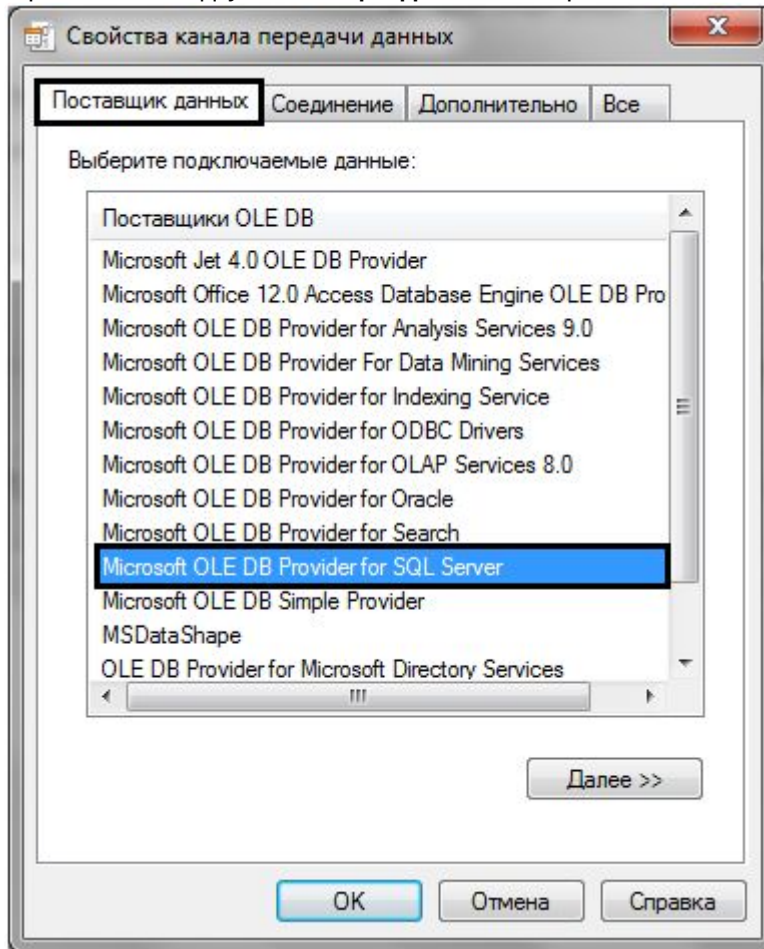 Свойства канала передачи данных
Поставщик данных Соединение Дополнительно Все
Выберите подключаемые данные:
Поставщики OLE DB
Microsoft Jet 4.0 OLE DB Provider
Microsoft Office 12.0 Access Database Engine OLE DB Pro
Microsoft OLE DB Provider for Analysis Services 9.0
Microsoft OLE DB Provider For Data Mining Services
Microsoft OLE DB Provider for Indexing Service
Microsoft OLE DB Provider for ODBC Drivers
Microsoft OLE DB Provider for OLAP Services 8.0
Microsoft OLE DB Provider for Oracle
Microsoft OLE DB Provider for Search
Microsoft OLE DB Provider for SQL Server
Microsoft OLE DB Simple Provider
MSDataShape
OLE DB Provider for Microsoft Directory Services
Далее >>
OK Отмена Справка